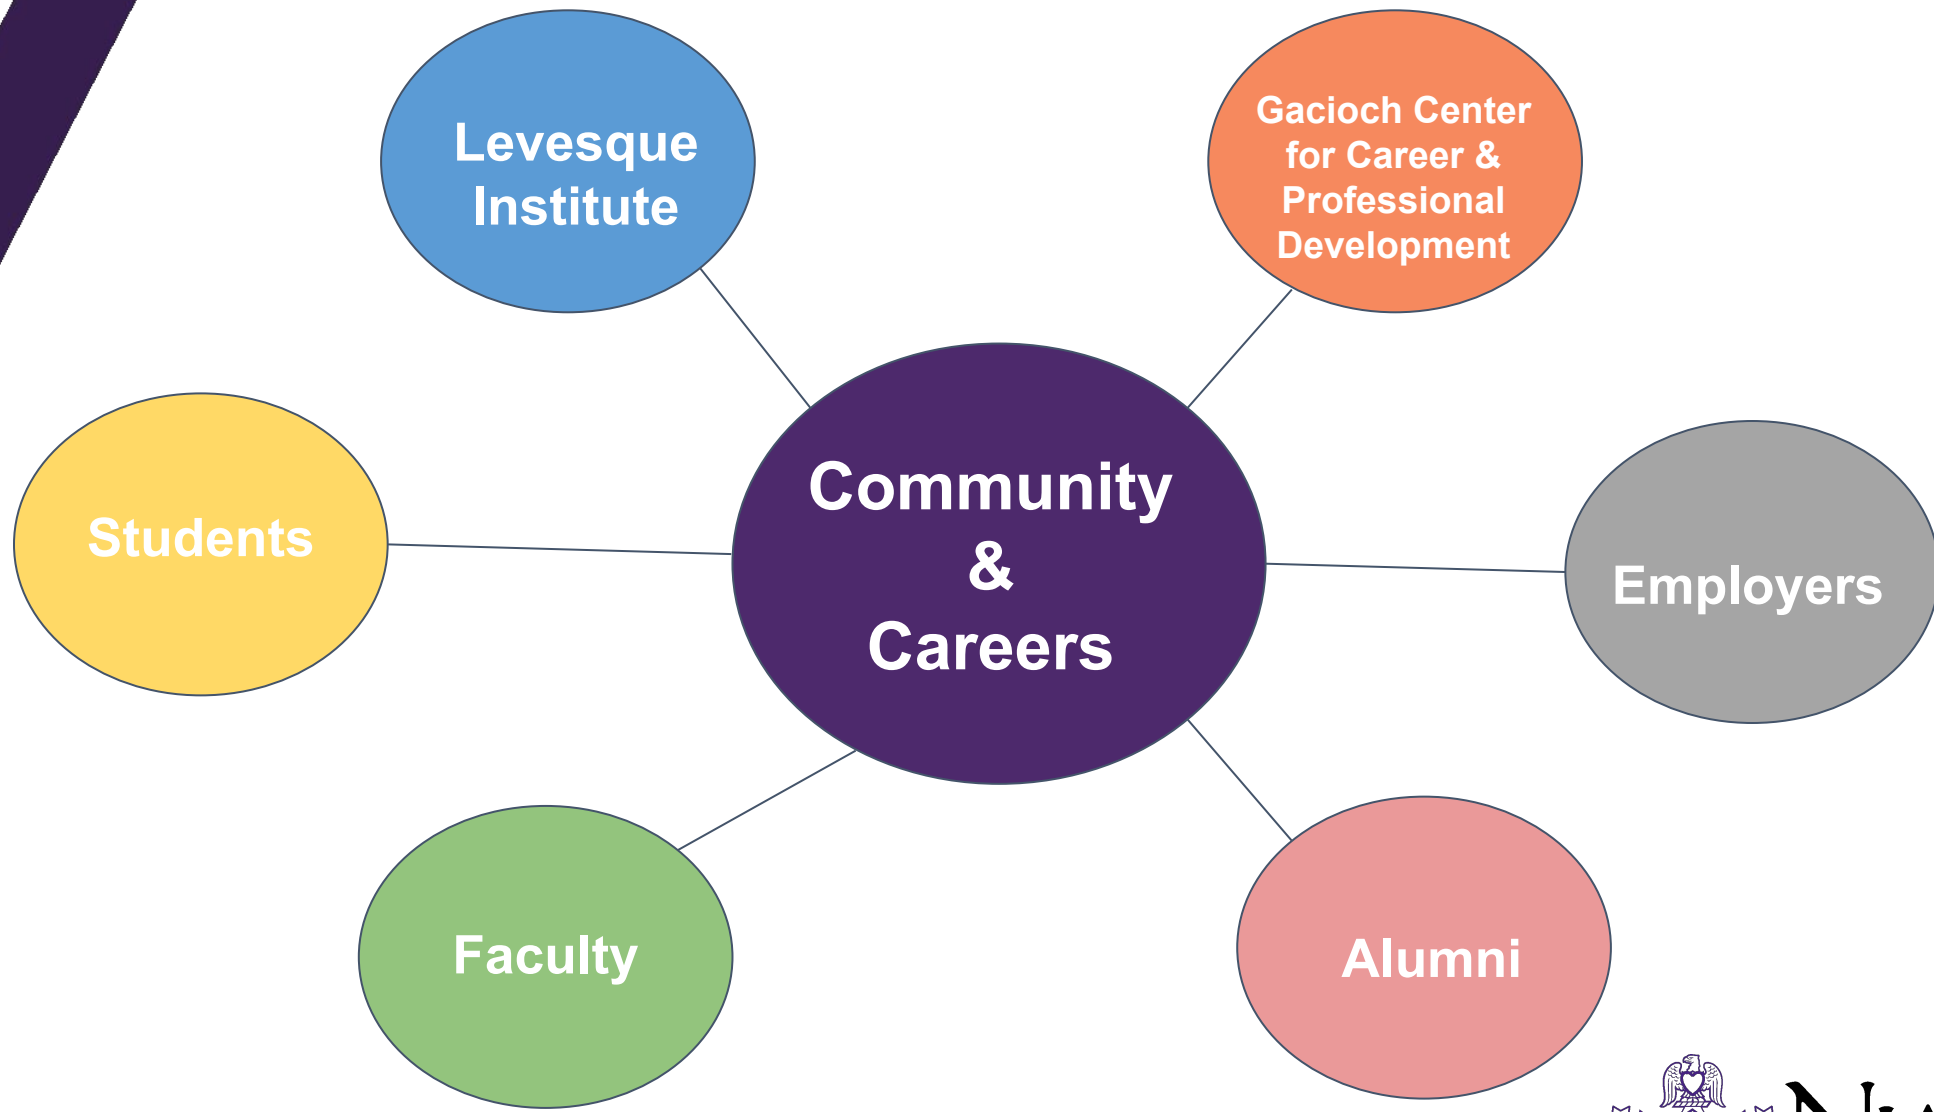 Levesque
Institute
Gacioch Center
for Career &
Professional
Development
Students
Community
&
Careers
Employers
Faculty
Alumni